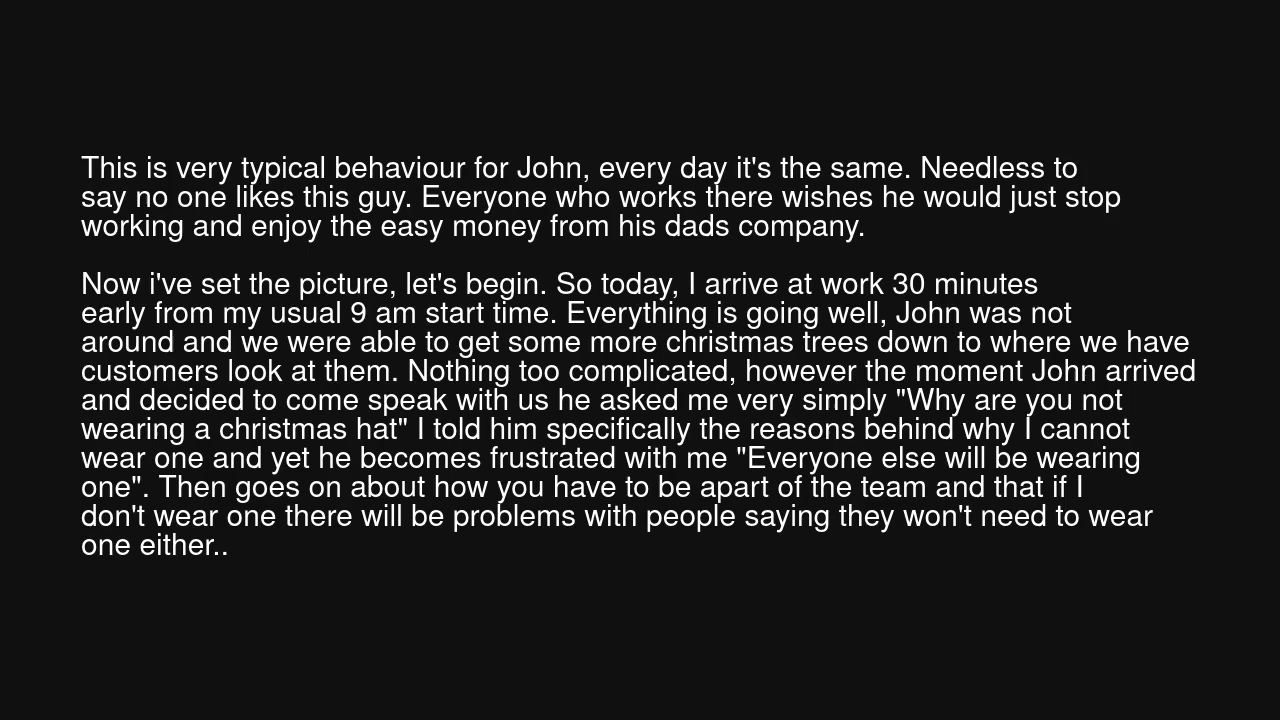 This is very typical behaviour for John, every day it's the same. Needless to
say no one likes this guy. Everyone who works there wishes he would just stop
working and enjoy the easy money from his dads company.
Now i've set the picture, let's begin. So today, I arrive at work 30 minutes
early from my usual 9 am start time. Everything is going well, John was not
around and we were able to get some more christmas trees down to where we have
customers look at them. Nothing too complicated, however the moment John arrived
and decided to come speak with us he asked me very simply "Why are you not
wearing a christmas hat" I told him specifically the reasons behind why I cannot
wear one and yet he becomes frustrated with me "Everyone else will be wearing
one". Then goes on about how you have to be apart of the team and that if I
don't wear one there will be problems with people saying they won't need to wear
one either..